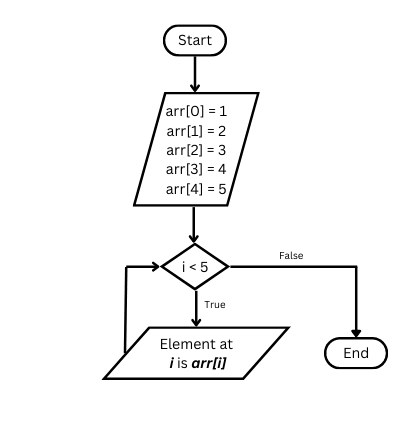 Start
arr[0] = 1
arr[1] = 2
arr[2] = 3
arr[3] = 4
arr[4] = 5
i < 5
False
True
Element at
i is arr[i]
End